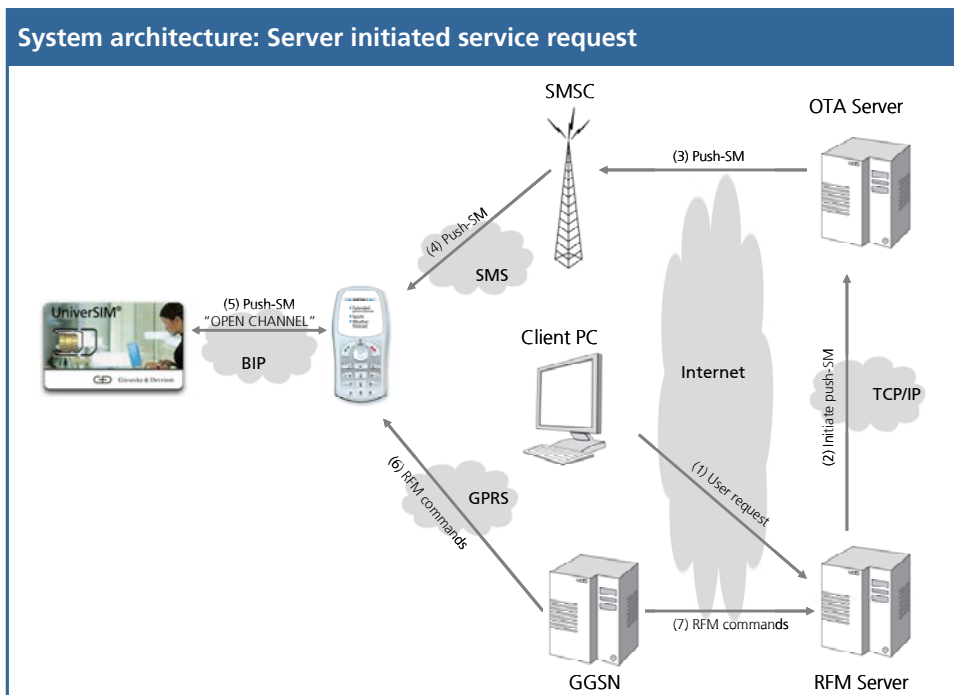 System architecture: Server initiated service request
SMSC
OTA Server
(3) Push-SM
(4) Push-SM
SMS
UniverSIM®
(5) Push-SM
"OPEN CHANNEL"
BIP
Giesecke & Devrient
Client PC
Internet
TCP/IP
(2) Initiate push-SM
(1) User request
(6) RFM commands
GPRS
(7) RFM commands
GGSN
RFM Server